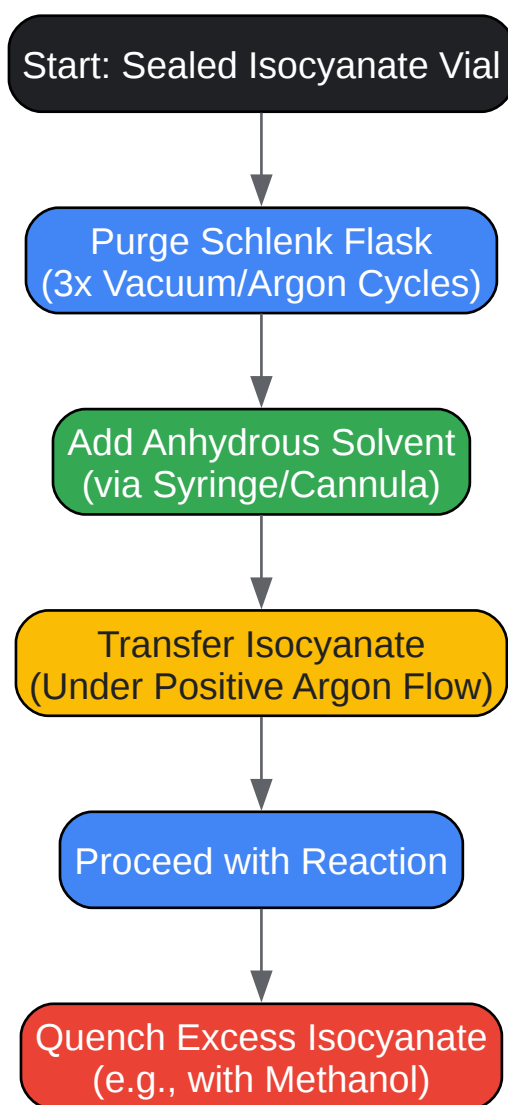 Start: Sealed Isocyanate Vial
Purge Schlenk Flask
(3x Vacuum/Argon Cycles)
Add Anhydrous Solvent
(via Syringe/Cannula)
Transfer Isocyanate
(Under Positive Argon Flow)
Proceed with Reaction
Quench Excess Isocyanate
(e.g., with Methanol)